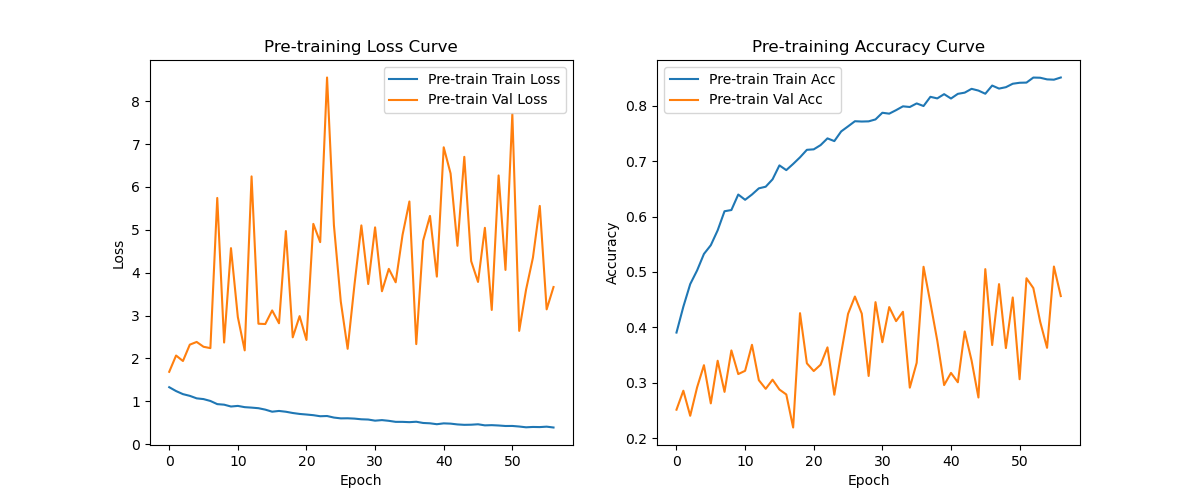 Pre-training Loss Curve
Pre-train Train Loss
Pre-train Val Loss
8
7
6
5
4
3
2
1
0
Loss
0 10 20 30 40 50
Epoch
Pre-training Accuracy Curve
Pre-train Train Acc
Pre-train Val Acc
0.8
0.7
0.6
0.5
0.4
0.3
0.2
Accuracy
0 10 20 30 40 50
Epoch